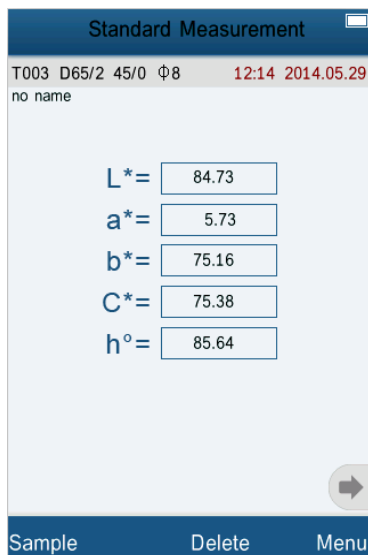 Standard Measurement
T003 D65/2 45/0 Φ8 12:14 2014.05.29
no name
L*= 84.73
a*= 5.73
b*= 75.16
C*= 75.38
h°= 85.64
Sample Delete Menu